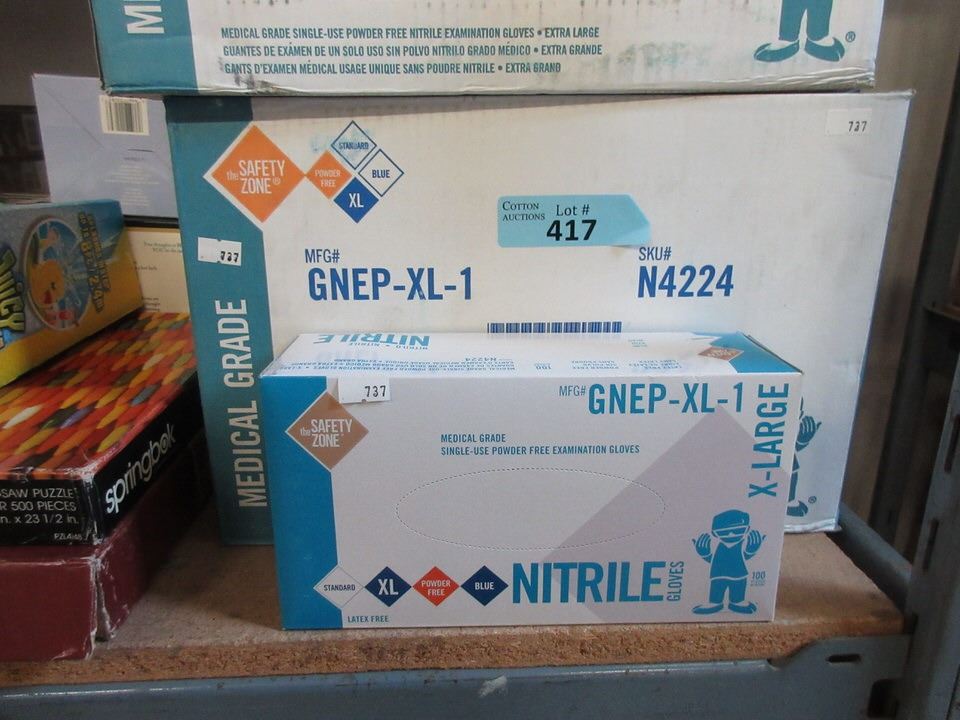 M
MEDICAL GRADE SINGLE-USE POWDER FREE NITRILE EXAMINATION GLOVES • EXTRA LARGE
GUANTES DE EXÁMEN DE UN SOLO USO SIN POLVO NITRILO GRADO MÉDICO • EXTRA GRANDE
GANTS D'EXAMEN MÉDICAL USAGE UNIQUE SANS POUDRE NITRILE • EXTRA GRAND
®
737
the SAFETY
ZONE®
STANDARD
POWDER
FREE
BLUE
XL
COTTON
AUCTIONS
Lot #
417
737
MFG#
GNEP-XL-1
SKU#
N4224
MEDICAL GRADE
®
NITRILE
N4224
100
737
the SAFETY
ZONE
MFG# GNEP-XL-1
MEDICAL GRADE
SINGLE-USE POWDER FREE EXAMINATION GLOVES
X-LARGE
STANDARD
XL
POWDER
FREE
BLUE
NITRILE
GLOVES
100
LATEX FREE
springbok
SAW PUZZLE
R 500 PIECES
n. x 23 1/2 in.